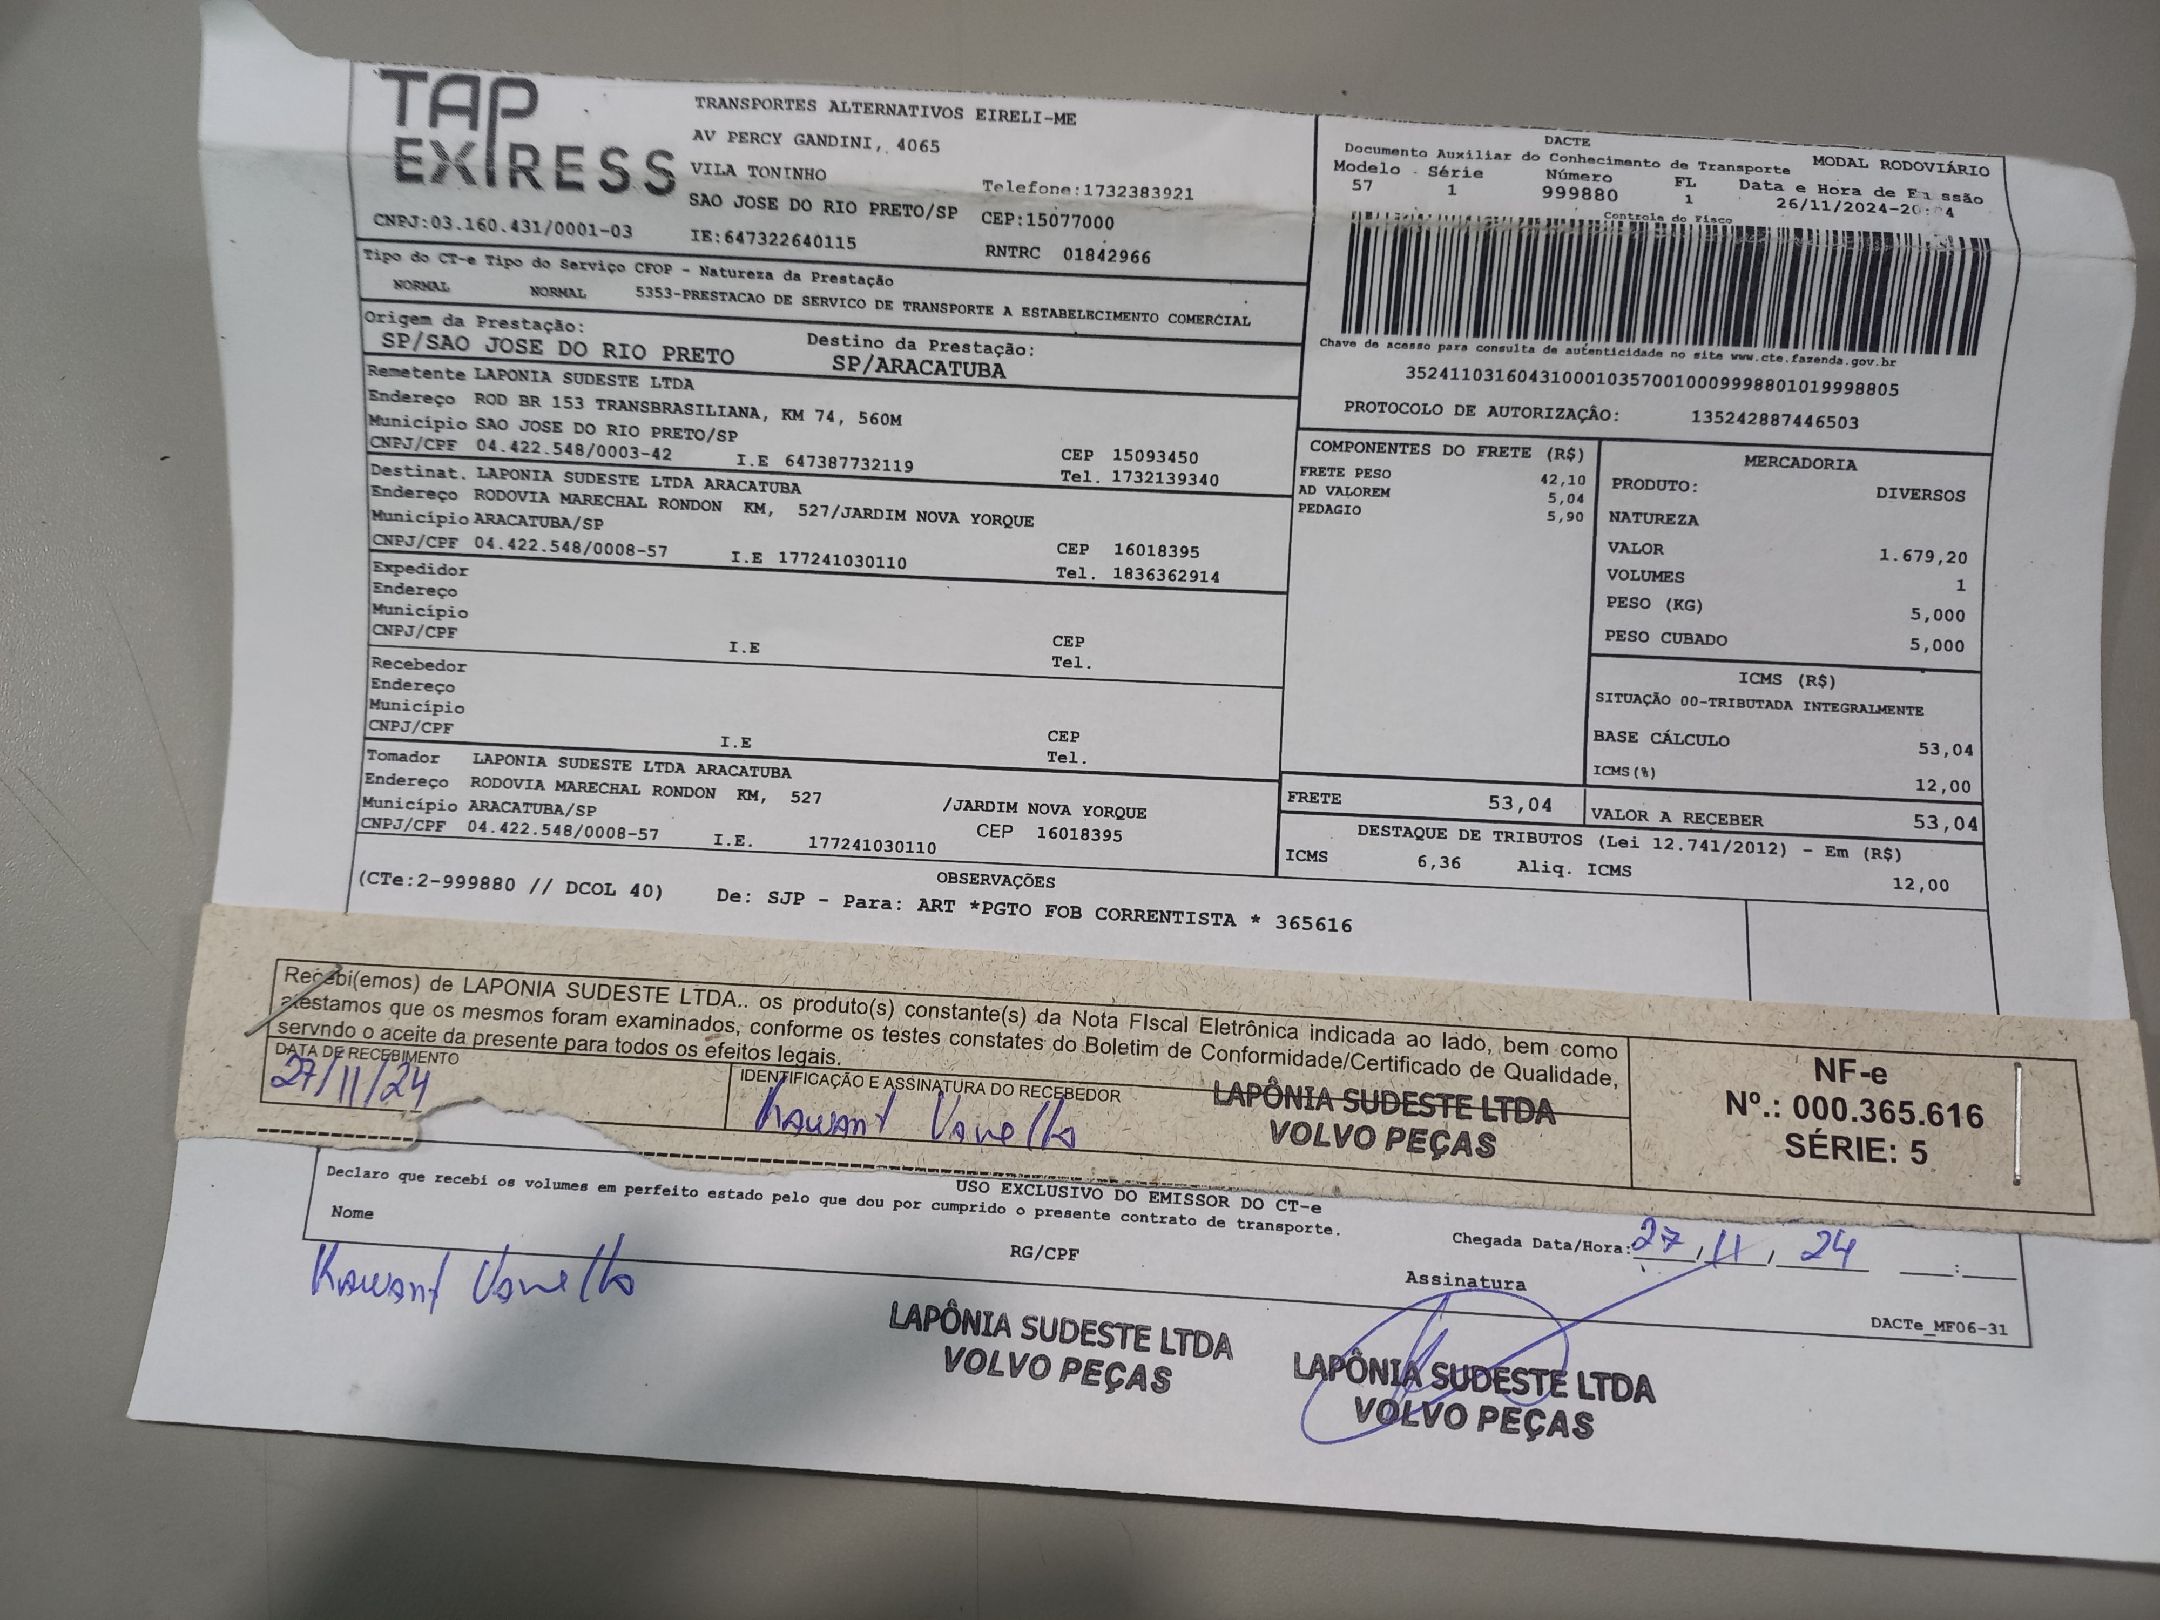 TAP EXPRESS
TRANSPORTES ALTERNATIVOS EIRELI-ME
AV PERCY GANDINI, 4065
VILA TONINHO
Telefone:1732383921
SAO JOSE DO RIO PRETO/SP CEP:15077000
CNPJ:03.160.431/0001-03 IE:647322640115 RNTRC 01842966
Tipo do CT-e Tipo do Serviço CFOP - Natureza da Prestação
NORMAL NORMAL 5353-PRESTACAO DE SERVICO DE TRANSPORTE A ESTABELECIMENTO COMERCIAL
Origem da Prestação: Destino da Prestação:
SP/SAO JOSE DO RIO PRETO SP/ARACATUBA
Remetente LAPONIA SUDESTE LTDA
Endereço ROD BR 153 TRANSBRASILIANA, KM 74, 560M
Município SAO JOSE DO RIO PRETO/SP CEP 15093450
CNPJ/CPF 04.422.548/0003-42 I.E 647387732119 Tel. 1732139340
Destinat. LAPONIA SUDESTE LTDA ARACATUBA
Endereço RODOVIA MARECHAL RONDON KM, 527/JARDIM NOVA YORQUE
Município ARACATUBA/SP CEP 16018395
CNPJ/CPF 04.422.548/0008-57 I.E 177241030110 Tel. 1836362914
Expedidor
Endereço
Município CEP
CNPJ/CPF I.E Tel.
Recebedor
Endereço
Município CEP
CNPJ/CPF I.E Tel.
Tomador LAPONIA SUDESTE LTDA ARACATUBA
Endereço RODOVIA MARECHAL RONDON KM, 527 /JARDIM NOVA YORQUE
Município ARACATUBA/SP CEP 16018395
CNPJ/CPF 04.422.548/0008-57 I.E. 177241030110
DACTE
Documento Auxiliar do Conhecimento de Transporte MODAL RODOVIÁRIO
Modelo Série Número FL Data e Hora de Emissão
57 1 999880 1 26/11/2024
Controle do Fisco
Chave de acesso para consulta de autenticidade no site www.cte.fazenda.gov.br
35241103160431000103570010009998801019998805
PROTOCOLO DE AUTORIZAÇÃO: 135242887446503
COMPONENTES DO FRETE (R$)
FRETE PESO 42,10
AD VALOREM 5,04
PEDAGIO 5,90
MERCADORIA
PRODUTO: DIVERSOS
NATUREZA
VALOR 1.679,20
VOLUMES 1
PESO (KG) 5,000
PESO CUBADO 5,000
ICMS (R$)
SITUAÇÃO 00-TRIBUTADA INTEGRALMENTE
BASE CÁLCULO 53,04
ICMS(%) 12,00
FRETE 53,04 VALOR A RECEBER 53,04
DESTAQUE DE TRIBUTOS (Lei 12.741/2012) - Em (R$)
ICMS 6,36 Aliq. ICMS 12,00
OBSERVAÇÕES
(CTe:2-999880 // DCOL 40) De: SJP - Para: ART *PGTO FOB CORRENTISTA * 365616
Recebi(emos) de LAPONIA SUDESTE LTDA.. os produto(s) constante(s) da Nota FIscal Eletrônica indicada ao lado, bem como
atestamos que os mesmos foram examinados, conforme os testes constates do Boletim de Conformidade/Certificado de Qualidade,
servndo o aceite da presente para todos os efeitos legais.
DATA DE RECEBIMENTO IDENTIFICAÇÃO E ASSINATURA DO RECEBEDOR
27/11/24
LAPÔNIA SUDESTE LTDA
VOLVO PEÇAS
NF-e
Nº.: 000.365.616
SÉRIE: 5
USO EXCLUSIVO DO EMISSOR DO CT-e
Declaro que recebi os volumes em perfeito estado pelo que dou por cumprido o presente contrato de transporte.
Chegada Data/Hora: 27, 11, 24 :
Nome RG/CPF Assinatura
LAPÔNIA SUDESTE LTDA
VOLVO PEÇAS
LAPÔNIA SUDESTE LTDA
VOLVO PEÇAS
DACTe_MF06-31